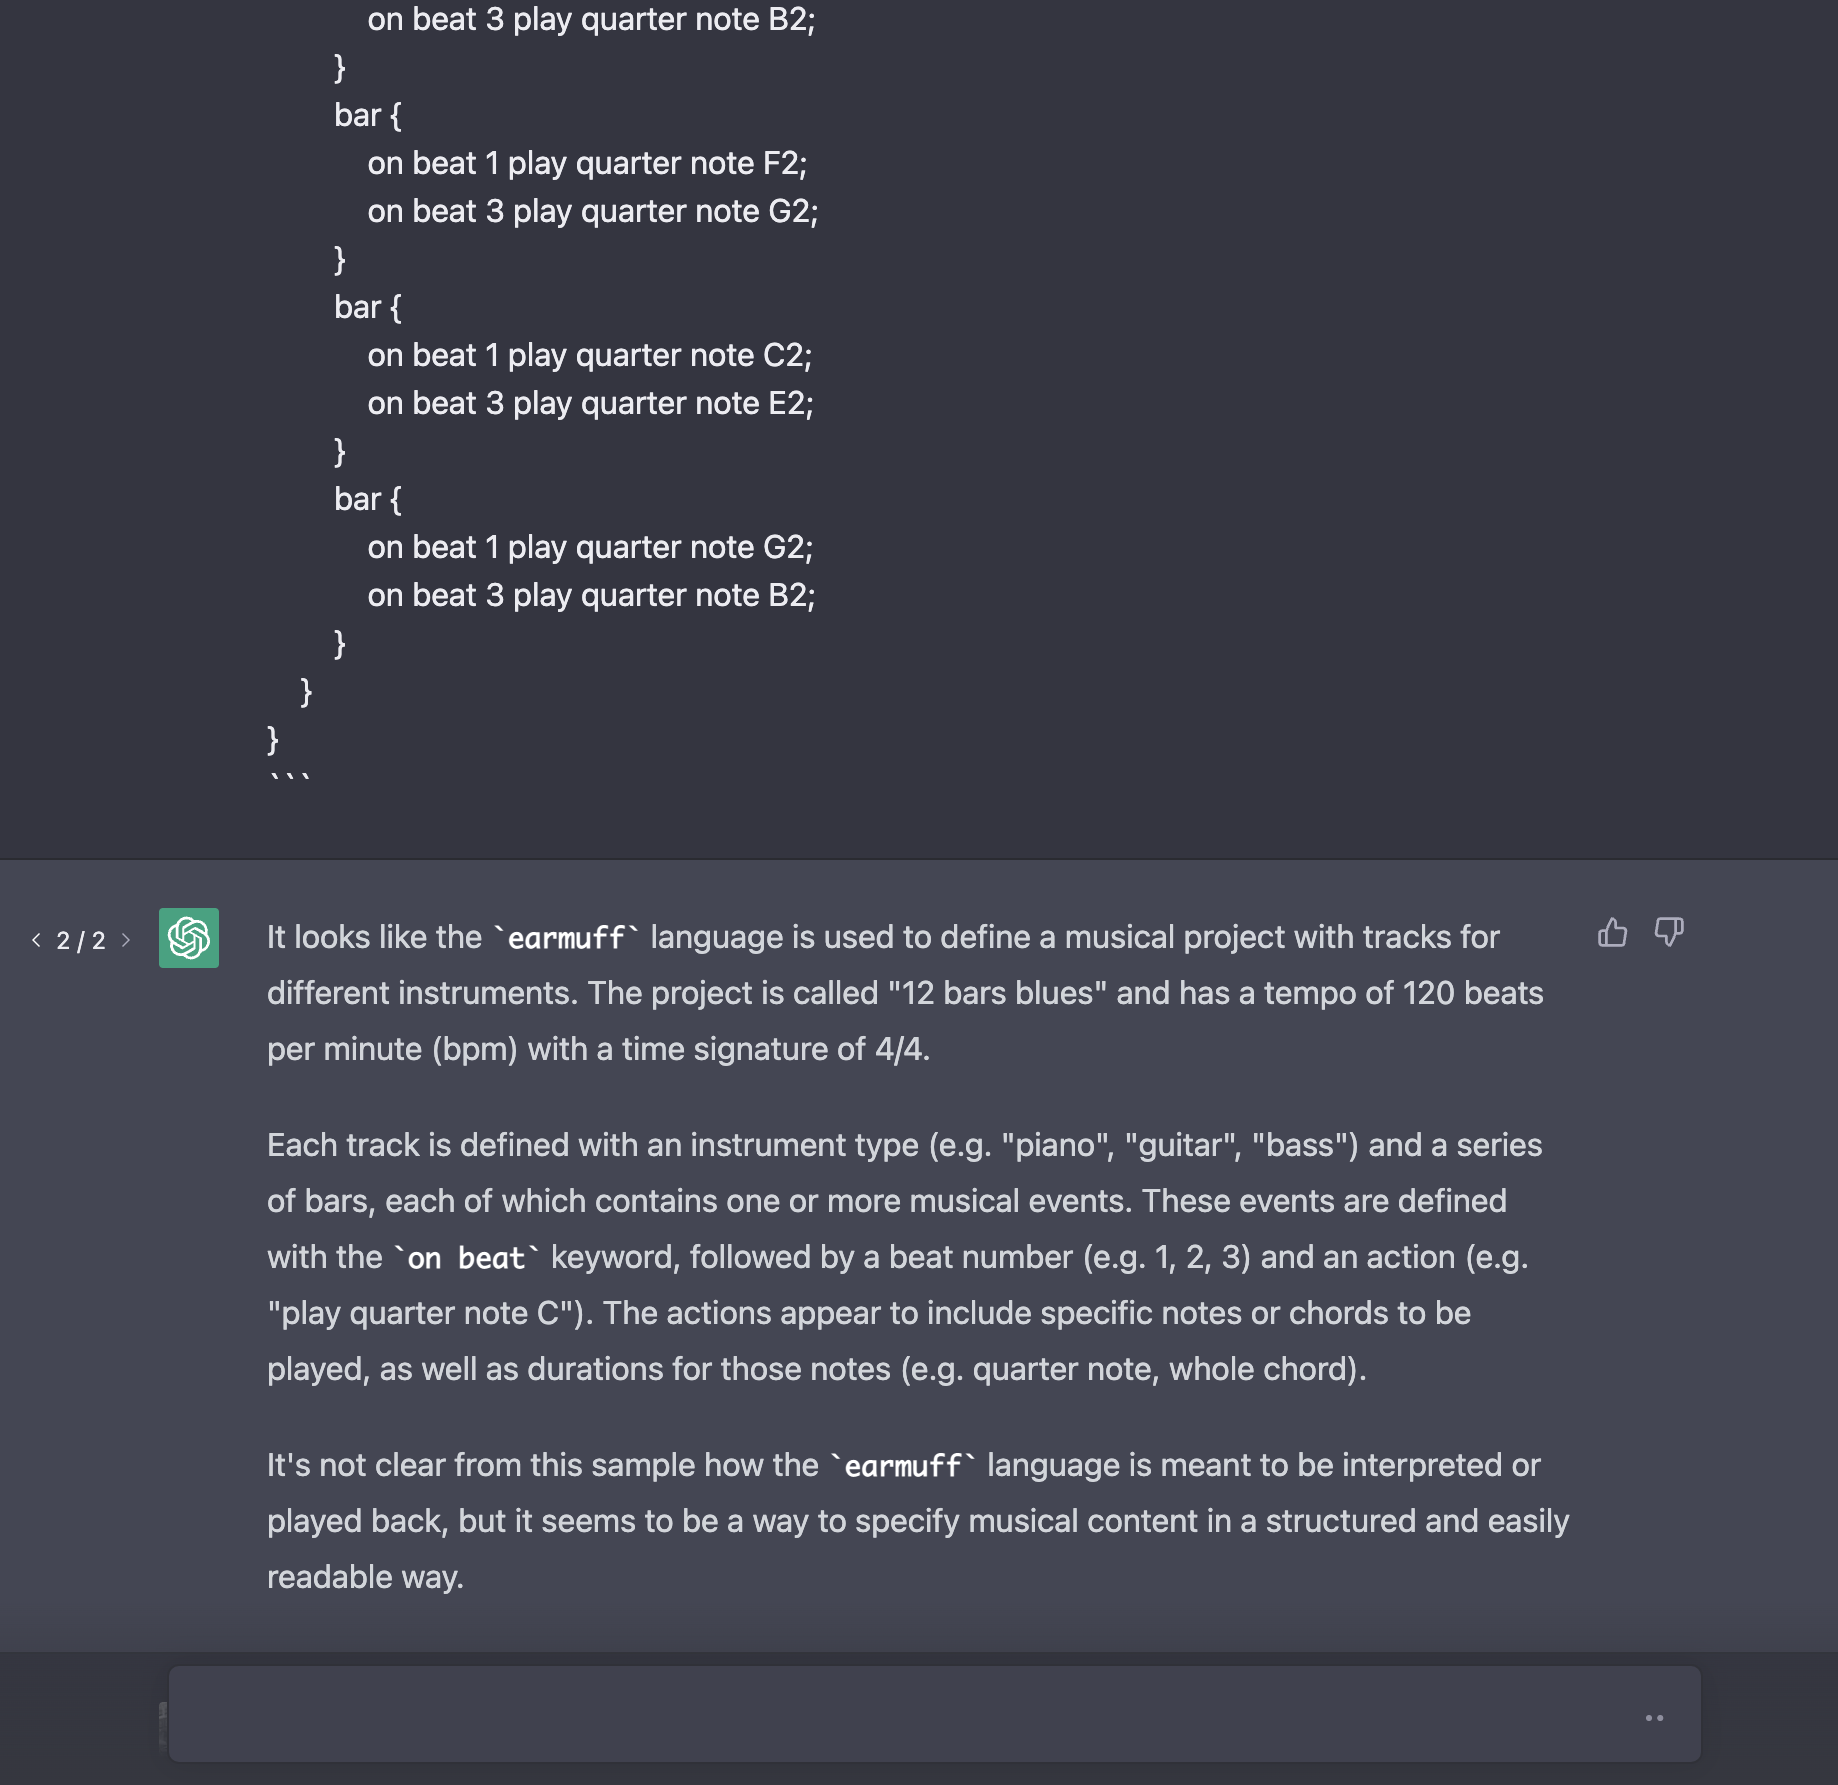 on beat 3 play quarter note B2;
}
bar {
on beat 1 play quarter note F2;
on beat 3 play quarter note G2;
}
bar {
on beat 1 play quarter note C2;
on beat 3 play quarter note E2;
}
bar {
on beat 1 play quarter note G2;
on beat 3 play quarter note B2;
}
}
}
```
< 2 / 2 >
It looks like the `earmuff` language is used to define a musical project with tracks for
different instruments. The project is called "12 bars blues" and has a tempo of 120 beats
per minute (bpm) with a time signature of 4/4.
Each track is defined with an instrument type (e.g. "piano", "guitar", "bass") and a series
of bars, each of which contains one or more musical events. These events are defined
with the `on beat` keyword, followed by a beat number (e.g. 1, 2, 3) and an action (e.g.
"play quarter note C"). The actions appear to include specific notes or chords to be
played, as well as durations for those notes (e.g. quarter note, whole chord).
It's not clear from this sample how the `earmuff` language is meant to be interpreted or
played back, but it seems to be a way to specify musical content in a structured and easily
readable way.